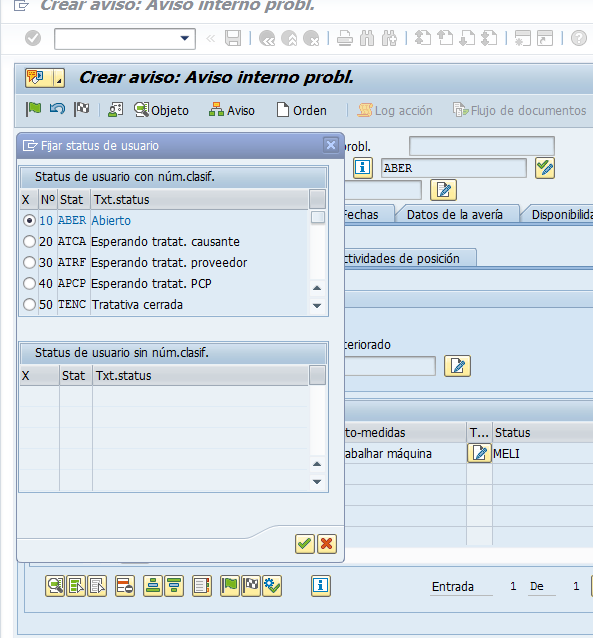 Crear aviso: Aviso interno probl.
Crear aviso: Aviso interno probl.
Objeto Aviso Orden Log acción Flujo de documentos
Fijar status de usuario
probl.
Status de usuario con núm.clasif.
ABER
X Nº Stat Txt.status
10 ABER Abierto
Fechas Datos de la avería Disponibilida
20 ATCA Esperando tratat. causante
30 ATRF Esperando tratat. proveedor
ctividades de posición
40 APCP Esperando tratat. PCP
50 TENC Tratativa cerrada
Status de usuario sin núm.clasif.
teriorado
X Stat Txt.status
to-medidas T... Status
abalhar máquina MELI
Entrada 1 De 1